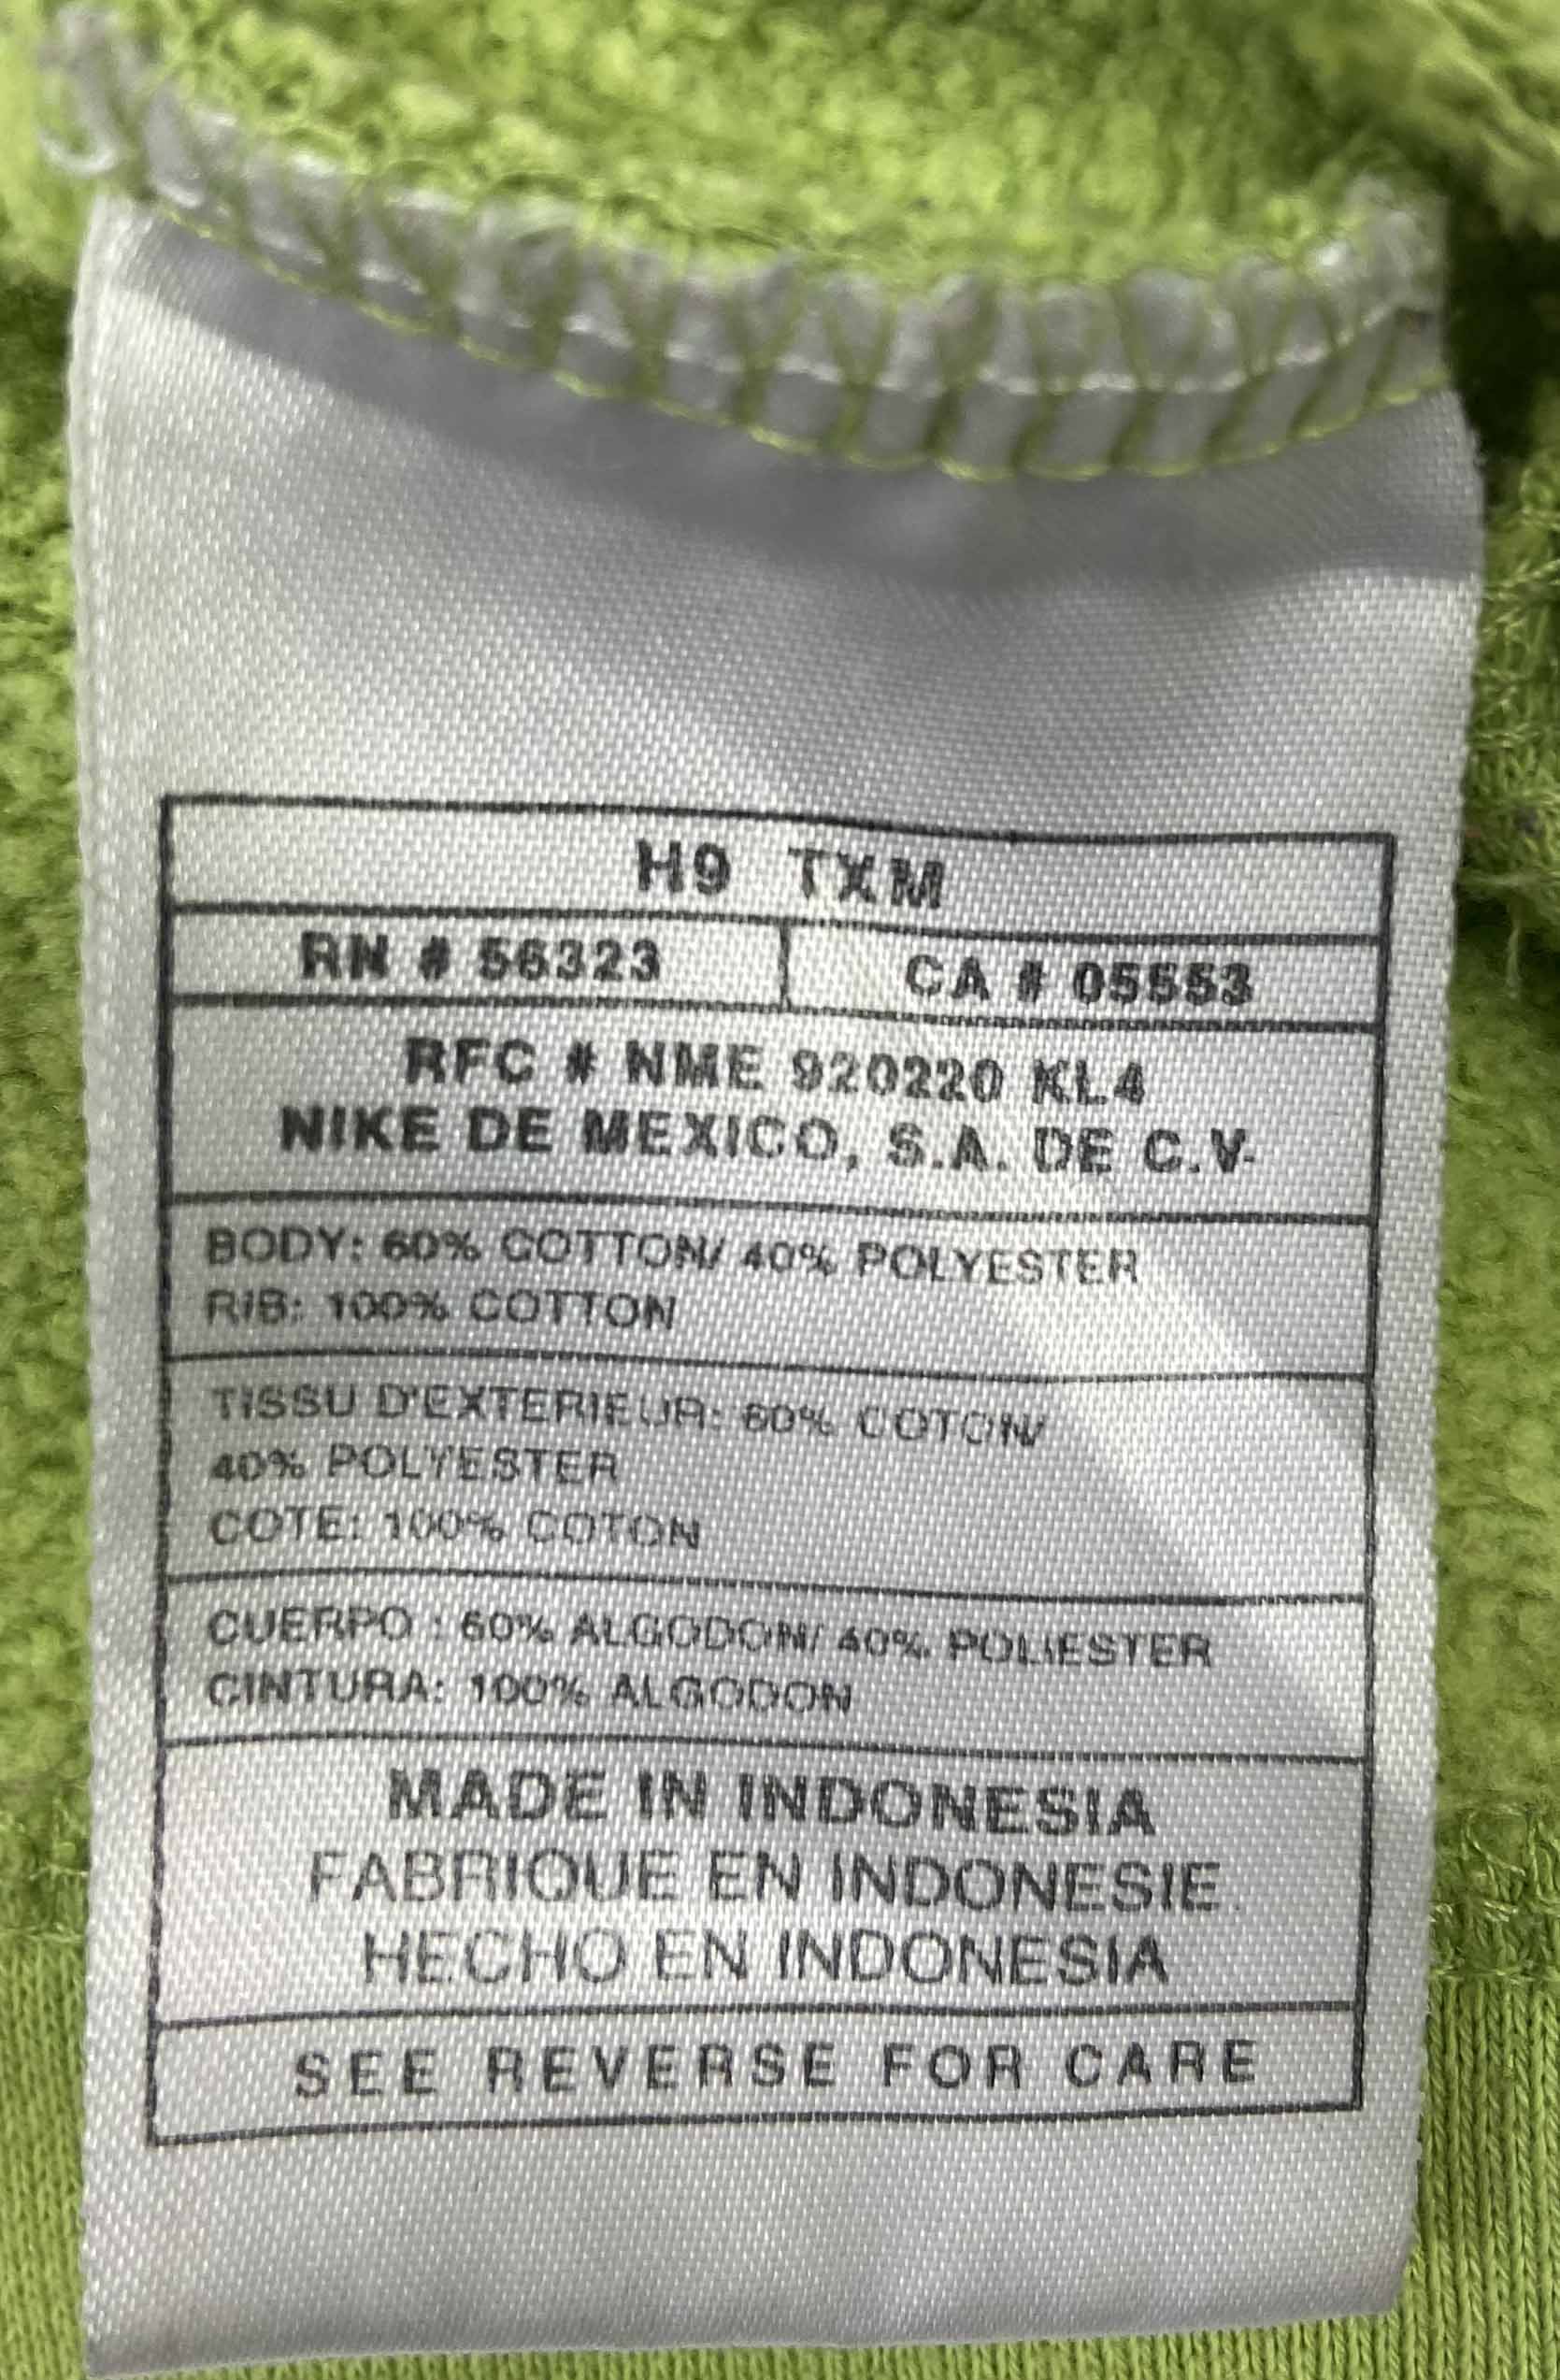 H9 TXM
RN # 56323 CA # 05553
RFC # NME 920220 KL4
NIKE DE MEXICO, S.A. DE C.V.
BODY: 60% COTTON/ 40% POLYESTER
RIB: 100% COTTON
TISSU D'EXTERIEUR: 60% COTON/
40% POLYESTER
COTE: 100% COTON
CUERPO : 60% ALGODON/ 40% POLIESTER
CINTURA: 100% ALGODON
MADE IN INDONESIA
FABRIQUE EN INDONESIE
HECHO EN INDONESIA
SEE REVERSE FOR CARE